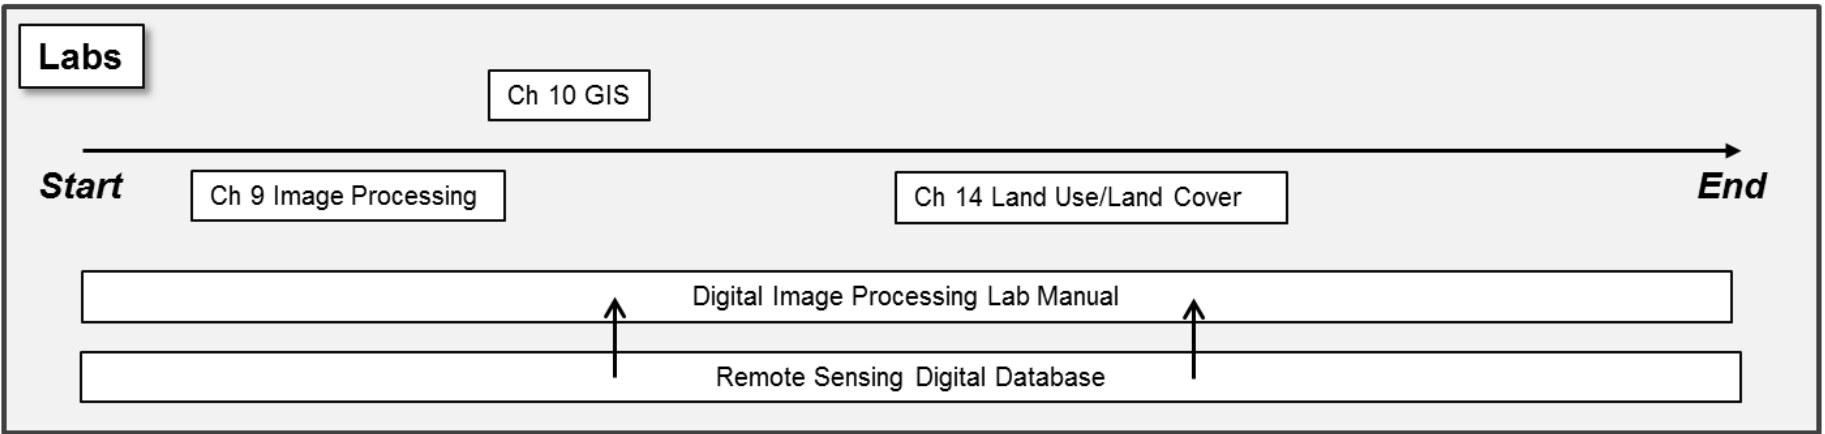 Labs
Ch 10 GIS
Start
End
Ch 9 Image Processing
Ch 14 Land Use/Land Cover
Digital Image Processing Lab Manual
Remote Sensing Digital Database